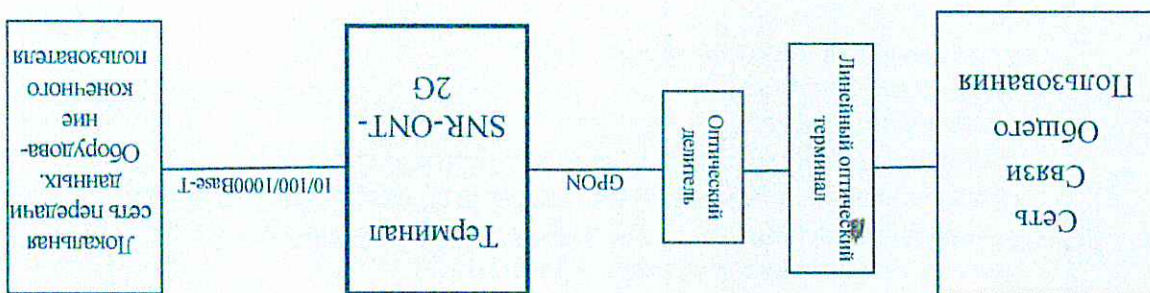 Сеть
Связи
Общего
Пользования
Линейный оптический
терминал
Оптический
делитель
GPON
Терминал
SNR-ONT-
2G
10/100/1000Base-T
Локальная
сеть передачи
данных.
Оборудова-
ние
конечного
пользователя